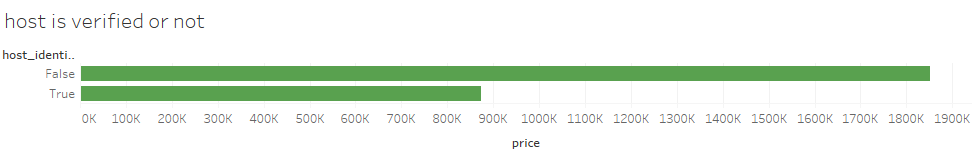 host is verified or not
host_identi..
False
True
0K 100K 200K 300K 400K 500K 600K 700K 800K 900K 1000K 1100K 1200K 1300K 1400K 1500K 1600K 1700K 1800K 1900K
price